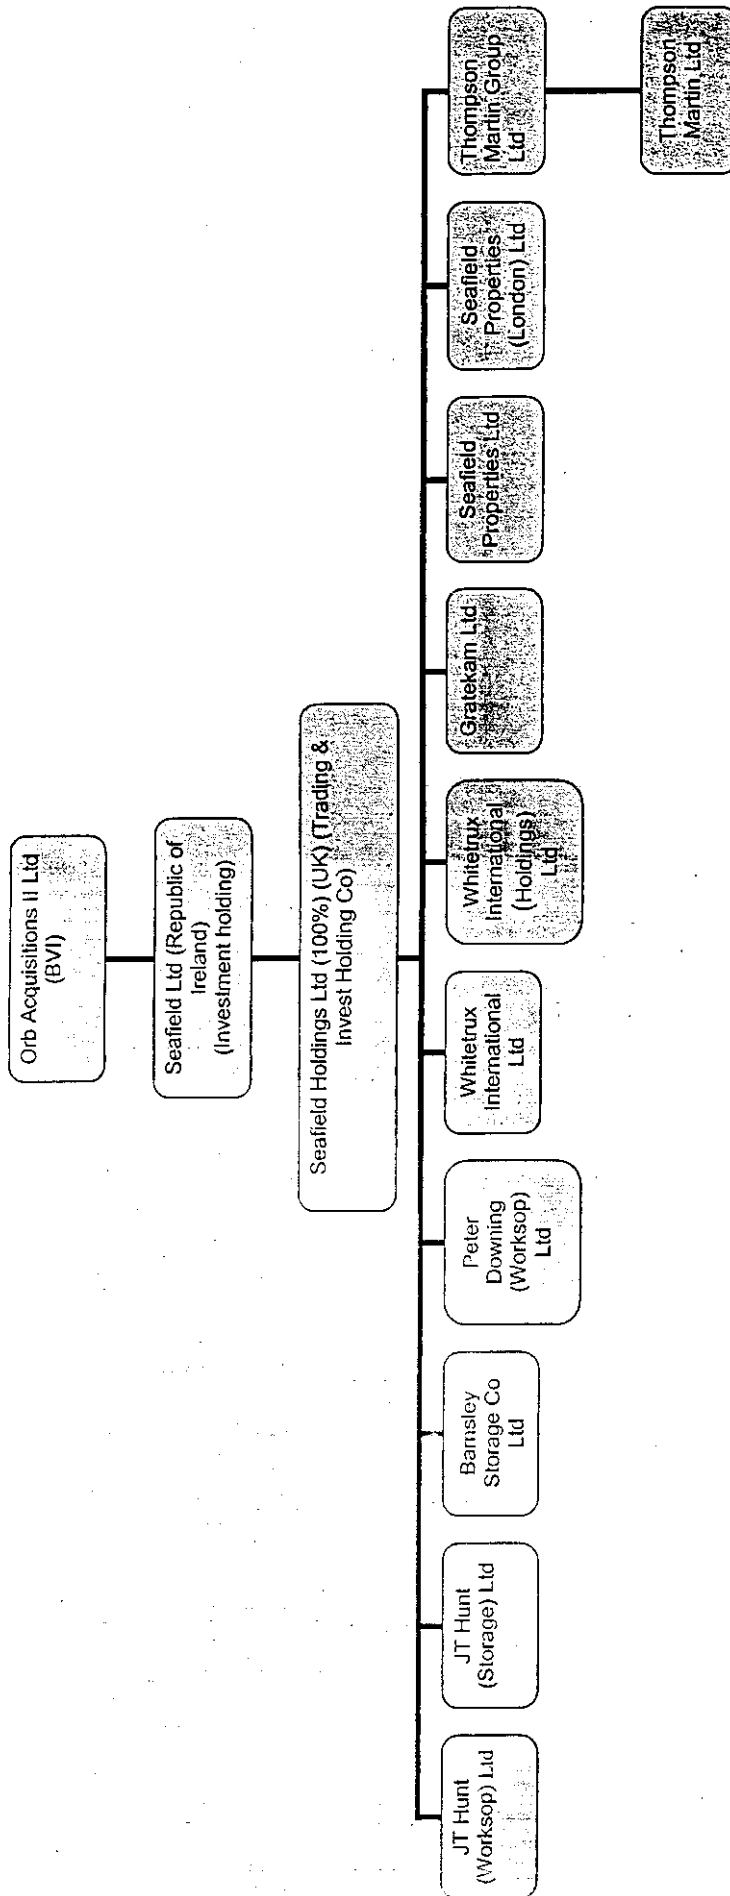 Orb Acquisitions II Ltd
(BVI)
Seafield Ltd (Republic of
Ireland)
(Investment holding)
Seafield Holdings Ltd (100%) (UK) (Trading &
Invest Holding Co)
JT Hunt
(Worksop) Ltd
JT Hunt
(Storage) Ltd
Barnsley
Storage Co
Ltd
Peter
Downing
(Worksop)
Ltd
Whitetrux
International
Ltd
Whitetrux
International
(Holdings)
Ltd
Gratekam Ltd
Seafield
Properties Ltd
Seafield
Properties
(London) Ltd
Thompson
Martin Group
Ltd
Thompson
Martin Ltd